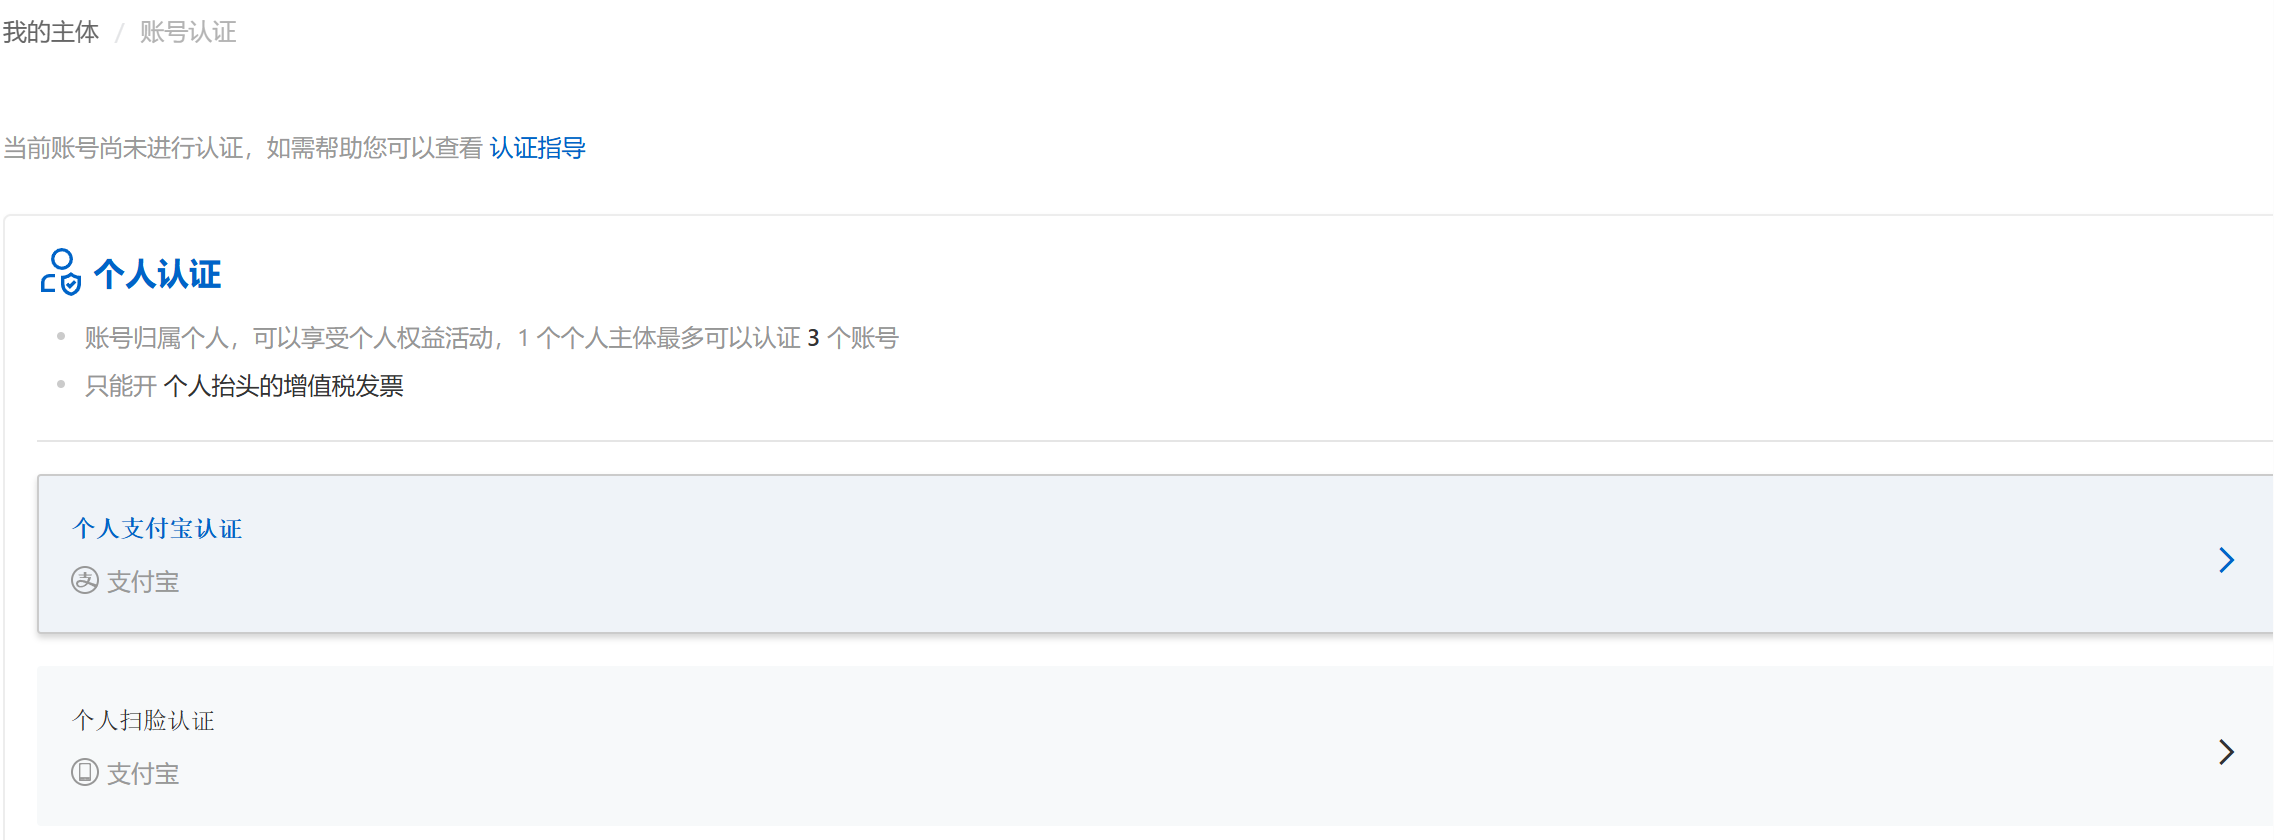 我的主体 / 账号认证
当前账号尚未进行认证，如需帮助您可以查看 认证指导
个人认证
账号归属个人，可以享受个人权益活动，1 个个人主体最多可以认证 3 个账号
只能开 个人抬头的增值税发票
个人支付宝认证
支付宝
个人扫脸认证
支付宝